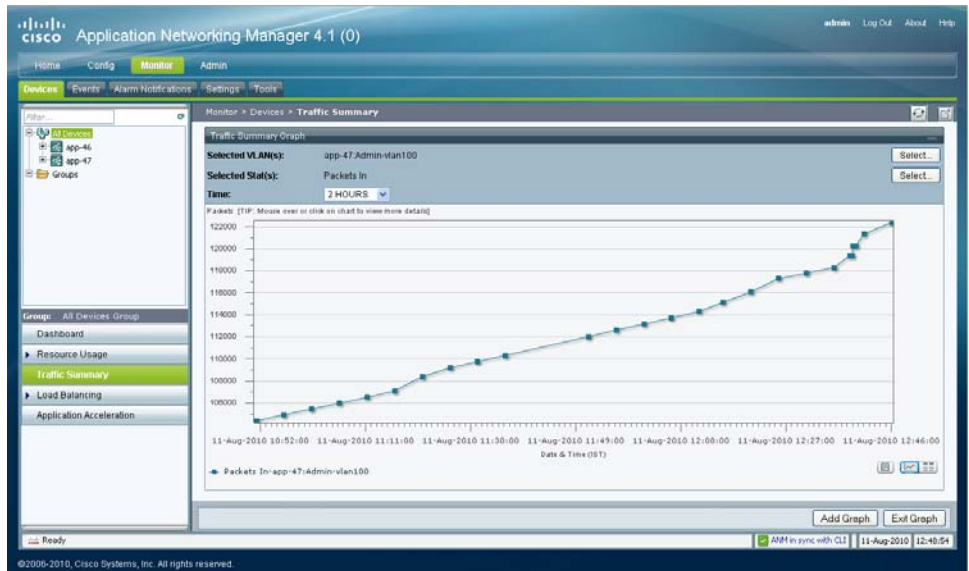 cisco Application Networking Manager 4.1 (0)
admin Log Out About Help
Home Config Monitor Admin
Devices Events Alarm Notifications Settings Tools
Filter...
Monitor > Devices > Traffic Summary
All Devices
app-46
app-47
Groups
Traffic Summary Graph
Selected VLAN(s): app-47:Admin-vlan100 Select...
Selected Stat(s): Packets In Select...
Time: 2 HOURS
Packets [TIP: Mouse over or click on chart to view more details]
122000
120000
118000
116000
114000
112000
110000
108000
106000
11-Aug-2010 10:52:00 11-Aug-2010 11:11:00 11-Aug-2010 11:30:00 11-Aug-2010 11:49:00 11-Aug-2010 12:08:00 11-Aug-2010 12:27:00 11-Aug-2010 12:46:00
Date & Time (IST)
Packets In-app-47:Admin-vlan100
Group: All Devices Group
Dashboard
Resource Usage
Traffic Summary
Load Balancing
Application Acceleration
Add Graph Exit Graph
Ready
ANM in sync with CLI 11-Aug-2010 12:48:54
©2006-2010, Cisco Systems, Inc. All rights reserved.